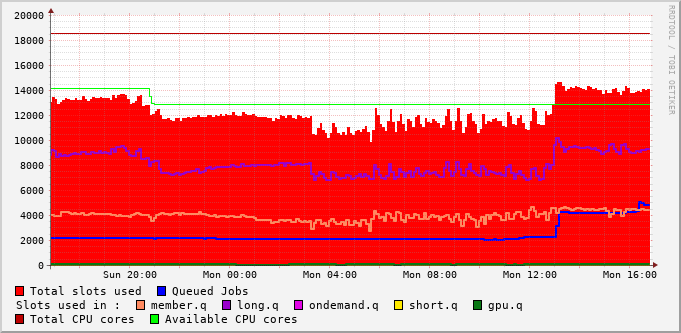 20000
18000
16000
14000
12000
10000
8000
6000
4000
2000
0
Sun 20:00 Mon 00:00 Mon 04:00 Mon 08:00 Mon 12:00 Mon 16:00
RRDTOOL / TOBI OETIKER
Total slots used Queued Jobs
Slots used in : member.q long.q ondemand.q short.q gpu.q
Total CPU cores Available CPU cores